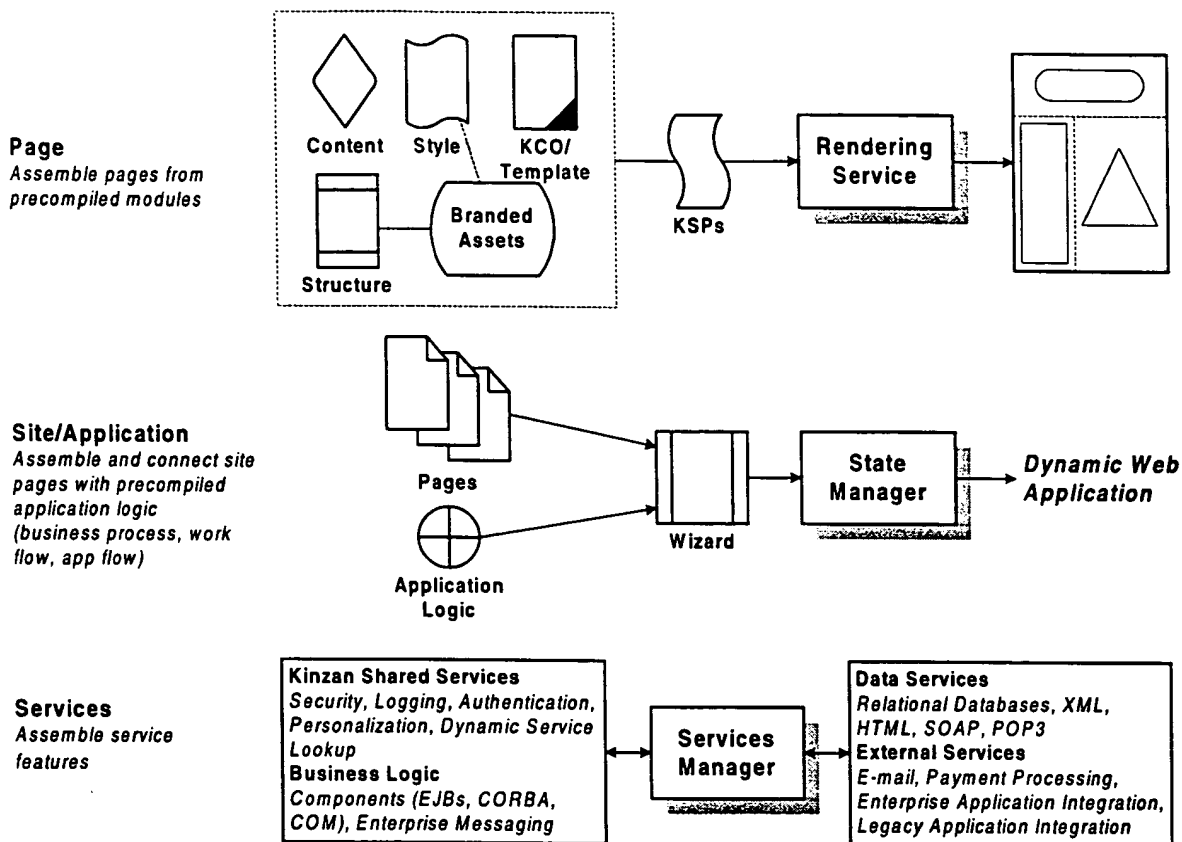 Page
Assemble pages from
precompiled modules
Content
Style
KCO/
Template
Structure
Branded
Assets
KSPs
Rendering
Service
Site/Application
Assemble and connect site
pages with precompiled
application logic
(business process, work
flow, app flow)
Pages
Application
Logic
Wizard
State
Manager
Dynamic Web
Application
Services
Assemble service
features
Kinzan Shared Services
Security, Logging, Authentication,
Personalization, Dynamic Service
Lookup
Business Logic
Components (EJBs, CORBA,
COM), Enterprise Messaging
Services
Manager
Data Services
Relational Databases, XML,
HTML, SOAP, POP3
External Services
E-mail, Payment Processing,
Enterprise Application Integration,
Legacy Application Integration